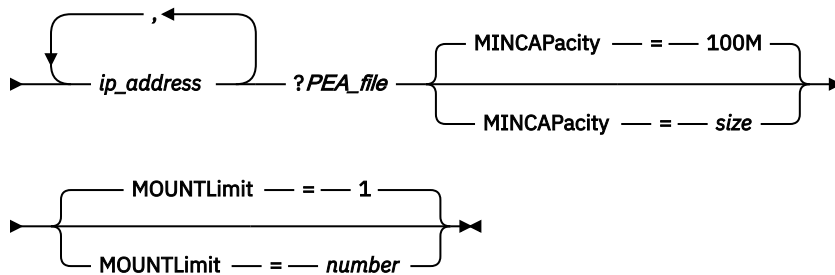 ,
MINCAPacity = 100M
ip_address ?PEA_file
MINCAPacity = size
MOUNTLimit = 1
MOUNTLimit = number